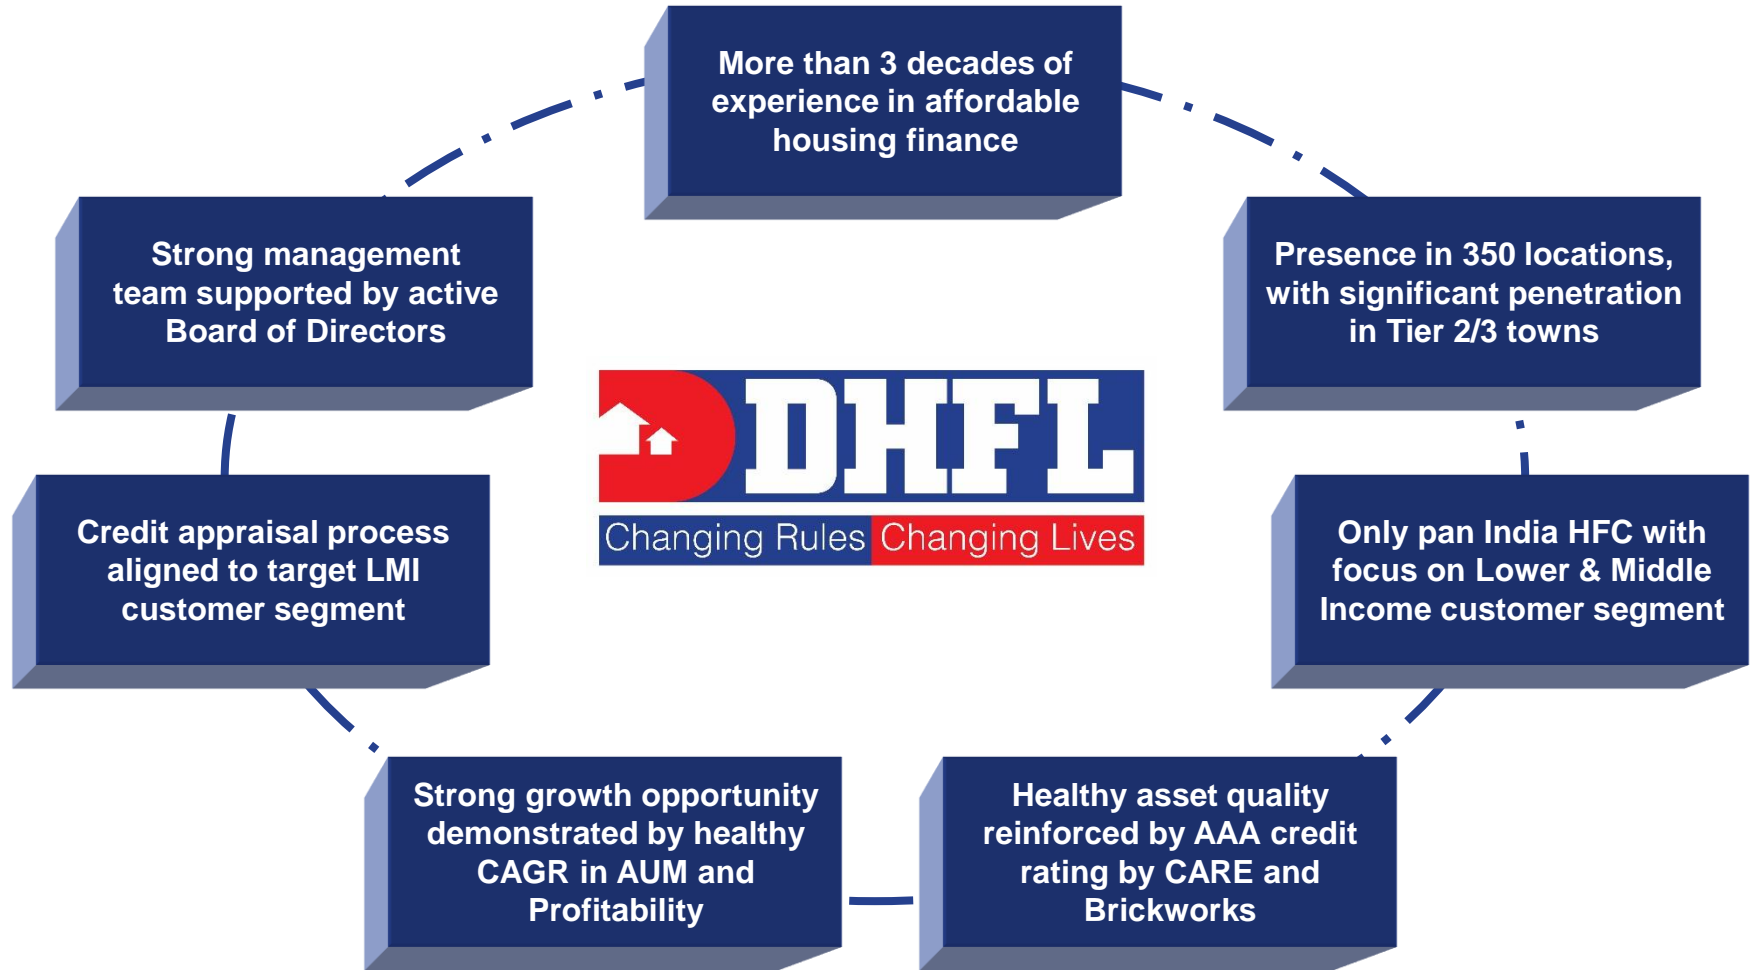 More than 3 decades of
experience in affordable
housing finance
Strong management
team supported by active
Board of Directors
Presence in 350 locations,
with significant penetration
in Tier 2/3 towns
DHFL
Changing Rules Changing Lives
Credit appraisal process
aligned to target LMI
customer segment
Only pan India HFC with
focus on Lower & Middle
Income customer segment
Strong growth opportunity
demonstrated by healthy
CAGR in AUM and
Profitability
Healthy asset quality
reinforced by AAA credit
rating by CARE and
Brickworks